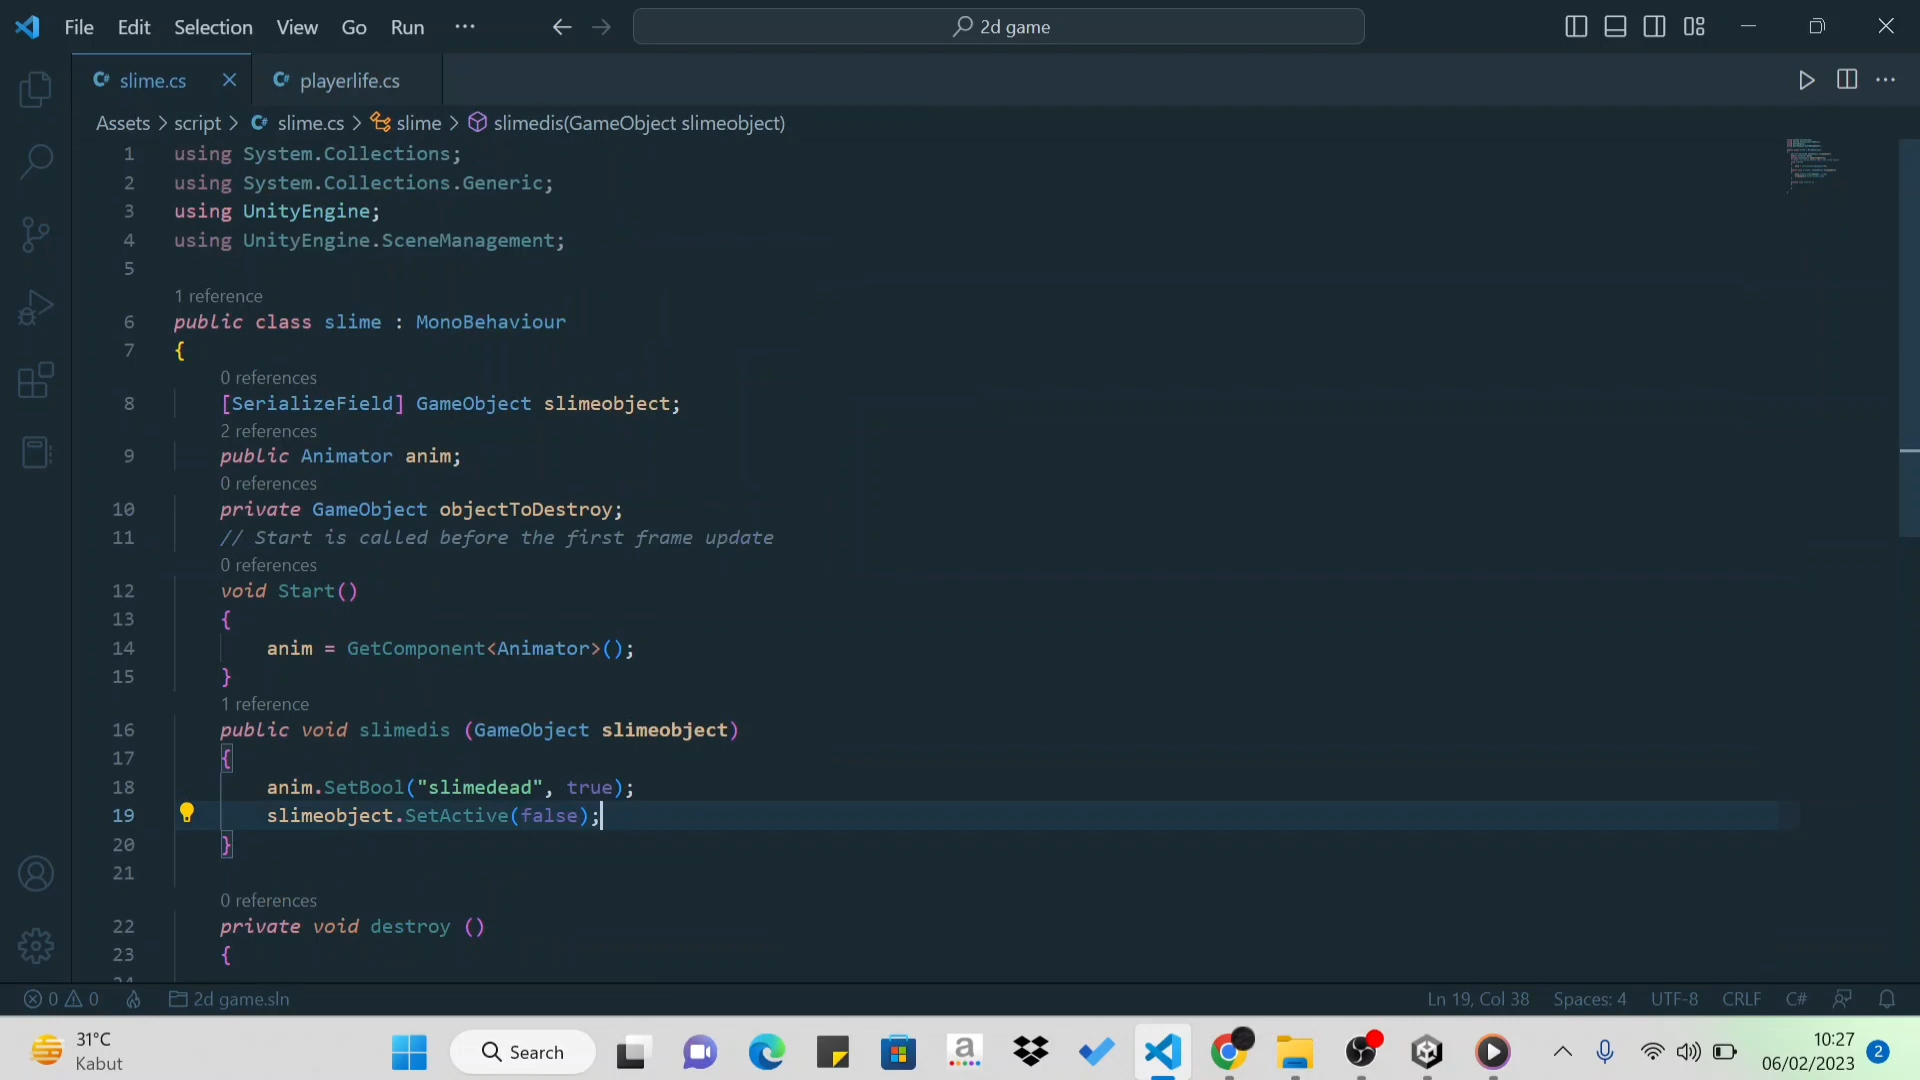 File Edit Selection View Go Run ··· 2d game
slime.cs playerlife.cs
Assets > script > slime.cs > slime > slimedis(GameObject slimeobject)
1 using System.Collections;
2 using System.Collections.Generic;
3 using UnityEngine;
4 using UnityEngine.SceneManagement;
5
1 reference
6 public class slime : MonoBehaviour
7 {
0 references
8 [SerializeField] GameObject slimeobject;
2 references
9 public Animator anim;
0 references
10 private GameObject objectToDestroy;
11 // Start is called before the first frame update
0 references
12 void Start()
13 {
14 anim = GetComponent<Animator>();
15 }
1 reference
16 public void slimedis (GameObject slimeobject)
17 {
18 anim.SetBool("slimedead", true);
19 slimeobject.SetActive(false);
20 }
21
0 references
22 private void destroy ()
23 {
0 0 2d game.sln Ln 19, Col 38 Spaces: 4 UTF-8 CRLF C#
31°C
Kabut
Search
10:27
06/02/2023
2